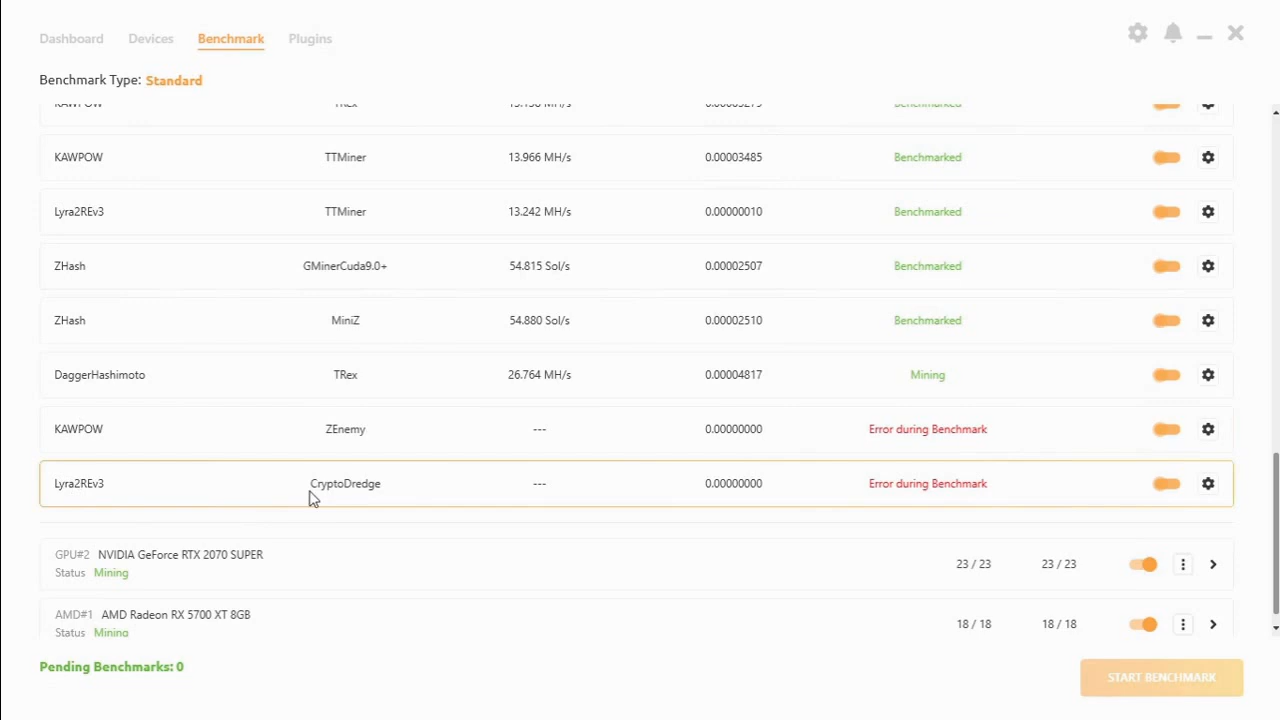 Dashboard Devices Benchmark Plugins
Benchmark Type: Standard
KAWPOW TRex Benchmarked
KAWPOW TTMiner 13.966 MH/s 0.00003485 Benchmarked
Lyra2REv3 TTMiner 13.242 MH/s 0.00000010 Benchmarked
ZHash GMinerCuda9.0+ 54.815 Sol/s 0.00002507 Benchmarked
ZHash MiniZ 54.880 Sol/s 0.00002510 Benchmarked
DaggerHashimoto TRex 26.764 MH/s 0.00004817 Mining
KAWPOW ZEnemy --- 0.00000000 Error during Benchmark
Lyra2REv3 CryptoDredge --- 0.00000000 Error during Benchmark
GPU#2 NVIDIA GeForce RTX 2070 SUPER 23 / 23 23 / 23
Status Mining
AMD#1 AMD Radeon RX 5700 XT 8GB 18 / 18 18 / 18
Status Mining
Pending Benchmarks: 0
START BENCHMARK